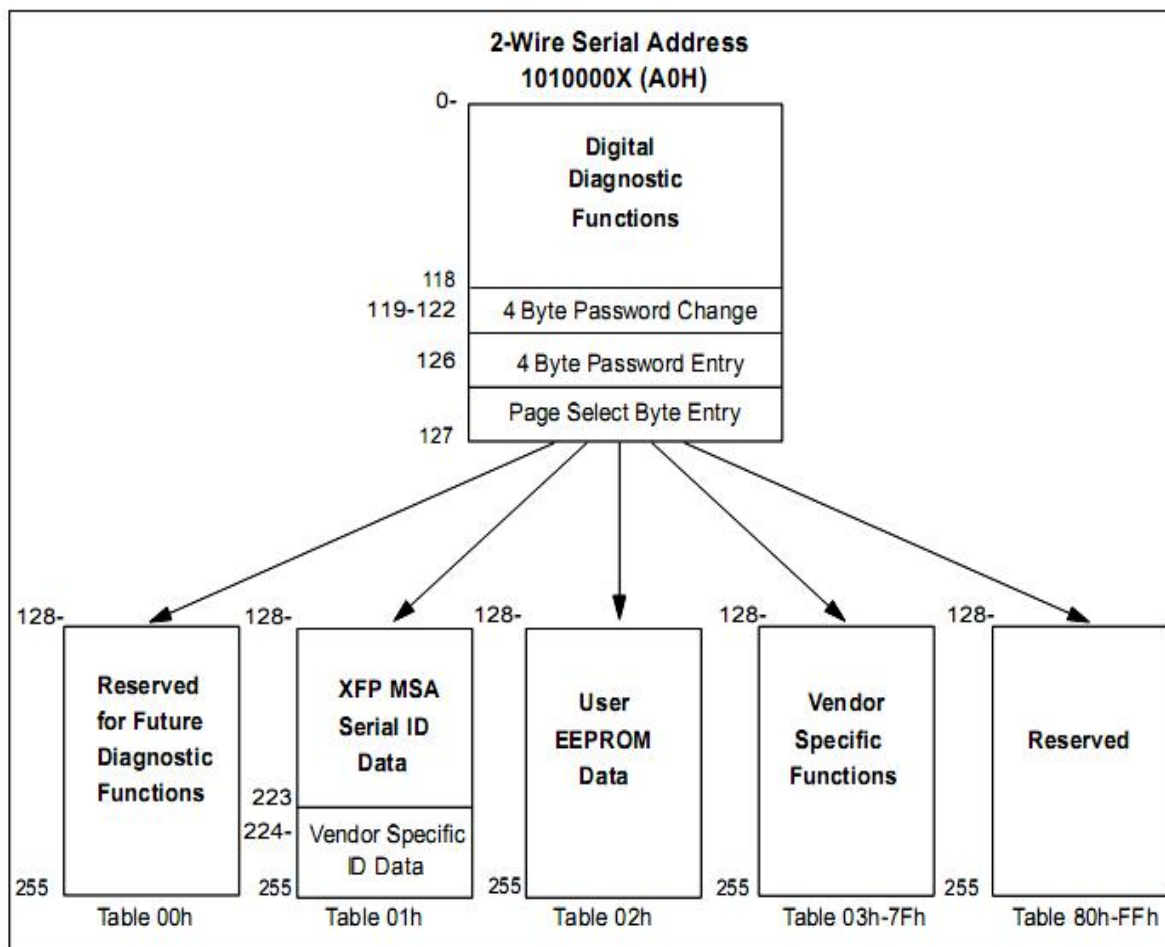 2-Wire Serial Address
1010000X (A0H)
0-
Digital
Diagnostic
Functions
118
119-122
4 Byte Password Change
126
4 Byte Password Entry
Page Select Byte Entry
127
128-
Reserved
for Future
Diagnostic
Functions
255
Table 00h
128-
XFP MSA
Serial ID
Data
223
224-
Vendor Specific
ID Data
255
Table 01h
128-
User
EEPROM
Data
255
Table 02h
128-
Vendor
Specific
Functions
255
Table 03h-7Fh
128-
Reserved
255
Table 80h-FFh